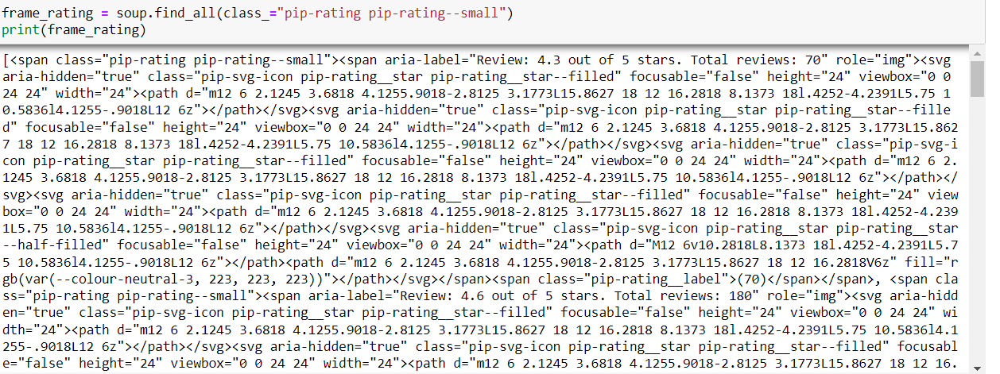 frame_rating = soup.find_all(class_="pip-rating pip-rating--small")
print(frame_rating)
[<span class="pip-rating pip-rating--small"><span aria-label="Review: 4.3 out of 5 stars. Total reviews: 70" role="img"><svg
aria-hidden="true" class="pip-svg-icon pip-rating__star pip-rating__star--filled" focusable="false" height="24" viewbox="0 0
24 24" width="24"><path d="m12 6 2.1245 3.6818 4.1255.9018-2.8125 3.1773L15.8627 18 12 16.2818 8.1373 18l.4252-4.2391L5.75 1
0.5836l4.1255-.9018L12 6z"></path></svg><svg aria-hidden="true" class="pip-svg-icon pip-rating__star pip-rating__star--fille
d" focusable="false" height="24" viewbox="0 0 24 24" width="24"><path d="m12 6 2.1245 3.6818 4.1255.9018-2.8125 3.1773L15.862
7 18 12 16.2818 8.1373 18l.4252-4.2391L5.75 10.5836l4.1255-.9018L12 6z"></path></svg><svg aria-hidden="true" class="pip-svg-i
con pip-rating__star pip-rating__star--filled" focusable="false" height="24" viewbox="0 0 24 24" width="24"><path d="m12 6 2.
1245 3.6818 4.1255.9018-2.8125 3.1773L15.8627 18 12 16.2818 8.1373 18l.4252-4.2391L5.75 10.5836l4.1255-.9018L12 6z"></path></
svg><svg aria-hidden="true" class="pip-svg-icon pip-rating__star pip-rating__star--filled" focusable="false" height="24" view
box="0 0 24 24" width="24"><path d="m12 6 2.1245 3.6818 4.1255.9018-2.8125 3.1773L15.8627 18 12 16.2818 8.1373 18l.4252-4.239
1L5.75 10.5836l4.1255-.9018L12 6z"></path></svg><svg aria-hidden="true" class="pip-svg-icon pip-rating__star pip-rating__star
--half-filled" focusable="false" height="24" viewbox="0 0 24 24" width="24"><path d="M12 6v10.2818L8.1373 18l.4252-4.2391L5.7
5 10.5836l4.1255-.9018L12 6z"></path><path d="m12 6 2.1245 3.6818 4.1255.9018-2.8125 3.1773L15.8627 18 12 16.2818V6z" fill="r
gb(var(--colour-neutral-3, 223, 223, 223))"></path></svg></span><span class="pip-rating__label">(70)</span></span>, <span cla
ss="pip-rating pip-rating--small"><span aria-label="Review: 4.6 out of 5 stars. Total reviews: 180" role="img"><svg aria-hidd
en="true" class="pip-svg-icon pip-rating__star pip-rating__star--filled" focusable="false" height="24" viewbox="0 0 24 24" wi
dth="24"><path d="m12 6 2.1245 3.6818 4.1255.9018-2.8125 3.1773L15.8627 18 12 16.2818 8.1373 18l.4252-4.2391L5.75 10.5836l4.1
255-.9018L12 6z"></path></svg><svg aria-hidden="true" class="pip-svg-icon pip-rating__star pip-rating__star--filled" focusabl
e="false" height="24" viewbox="0 0 24 24" width="24"><path d="m12 6 2.1245 3.6818 4.1255.9018-2.8125 3.1773L15.8627 18 12 16.